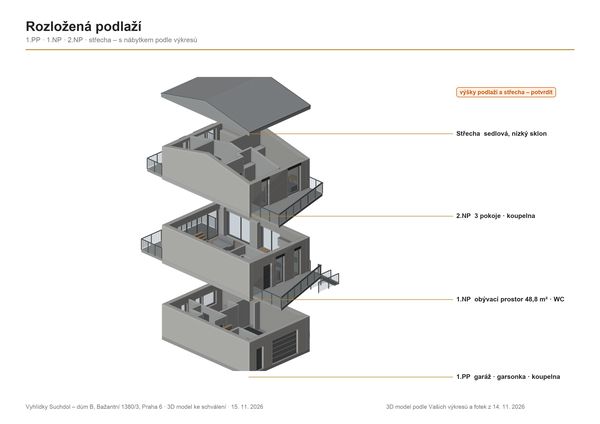 Rozložená podlaží
1.PP · 1.NP · 2.NP · střecha – s nábytkem podle výkresů
výšky podlaží a střecha – potvrdit
Střecha sedlová, nízký sklon
2.NP 3 pokoje · koupelna
1.NP obývací prostor 48,8 m² · WC
1.PP garáž · garsonka · koupelna
Vyhlídky Suchdol – dům B, Bažantní 1380/3, Praha 6 · 3D model ke schválení · 15. 11. 2026
3D model podle Vašich výkresů a fotek z 14. 11. 2026